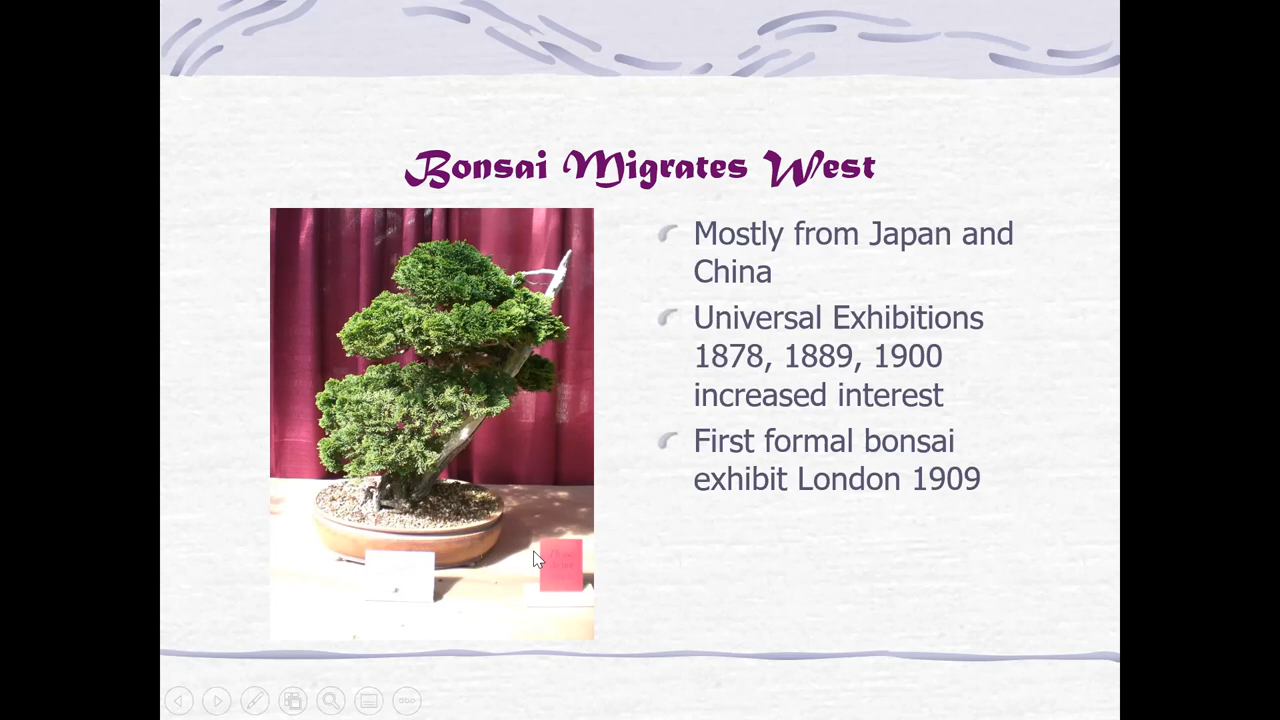 Bonsai Migrates West
Mostly from Japan and
China
Universal Exhibitions
1878, 1889, 1900
increased interest
First formal bonsai
exhibit London 1909